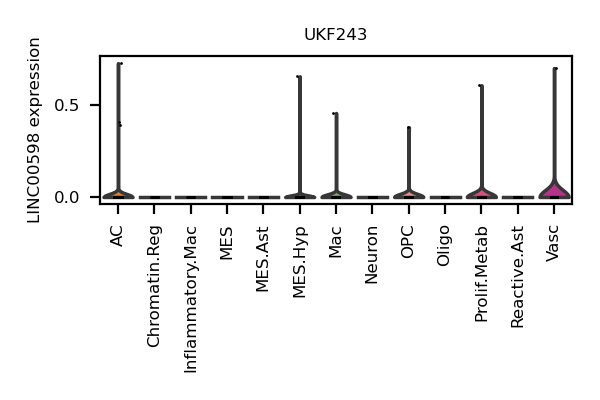 UKF243
LINC00598 expression
0.5
0.0
AC
Chromatin.Reg
Inflammatory.Mac
MES
MES.Ast
MES.Hyp
Mac
Neuron
OPC
Oligo
Prolif.Metab
Reactive.Ast
Vasc